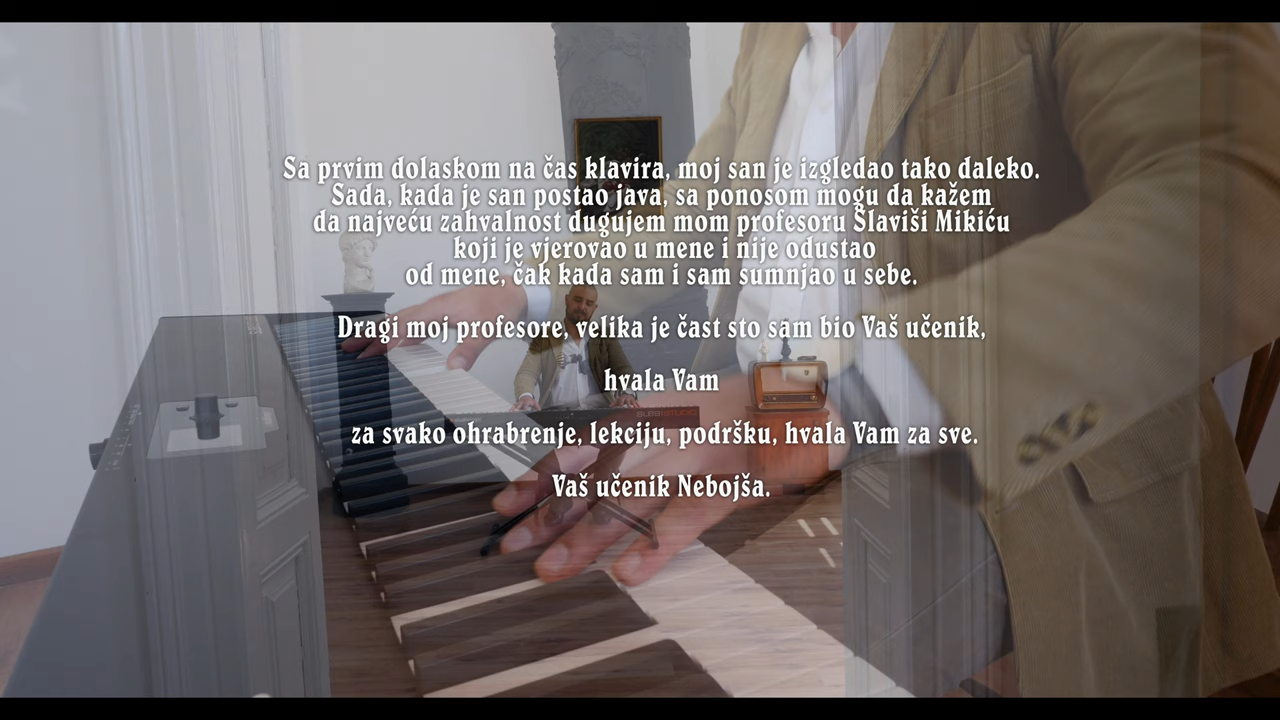 Sa prvim dolaskom na čas klavira, moj san je izgledao tako daleko.
Sada, kada je san postao java, sa ponosom mogu da kažem
da najveću zahvalnost dugujem mom profesoru Slaviši Mikiću
koji je vjerovao u mene i nije odustao
od mene, čak kada sam i sam sumnjao u sebe.
Dragi moj profesore, velika je čast sto sam bio Vaš učenik,
hvala Vam
SL88 STUDIO
za svako ohrabrenje, lekciju, podršku, hvala Vam za sve.
Vaš učenik Nebojša.